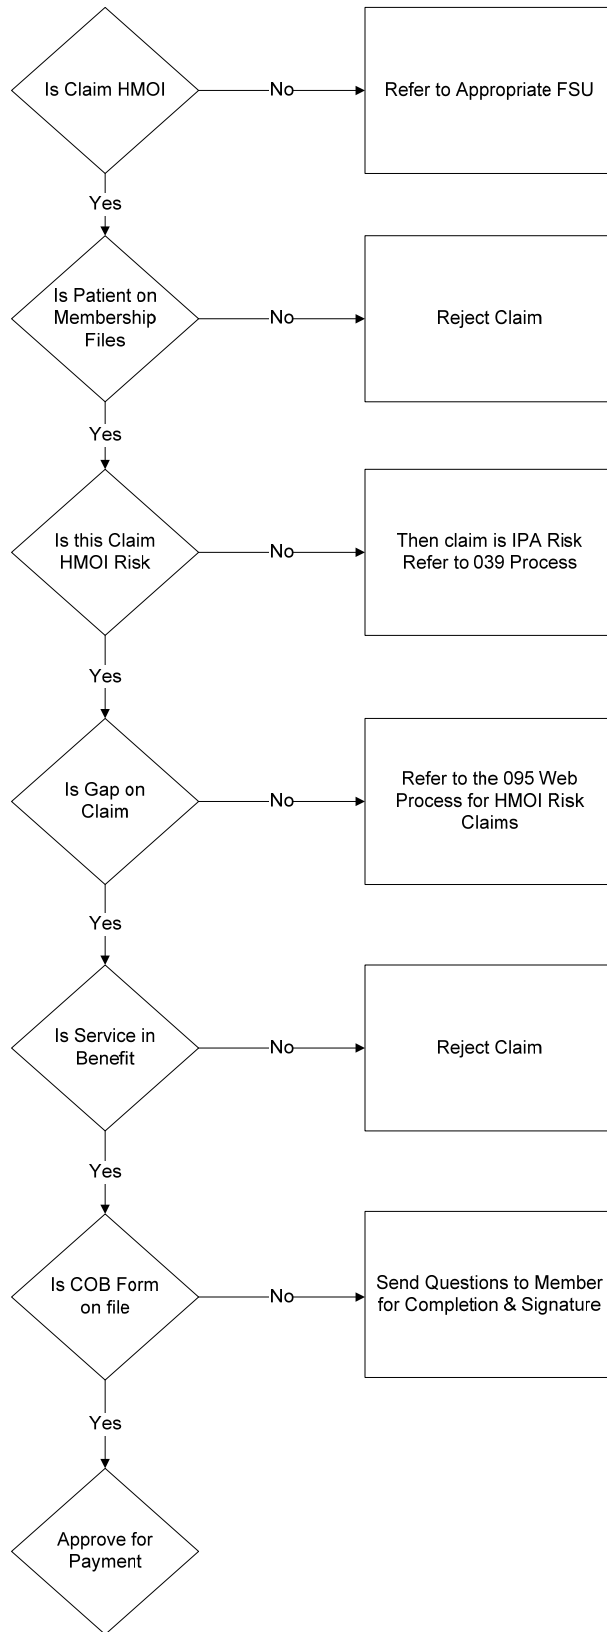 Is Claim HMOI
No
Refer to Appropriate FSU
Yes
Is Patient on
Membership
Files
No
Reject Claim
Yes
Is this Claim
HMOI Risk
No
Then claim is IPA Risk
Refer to 039 Process
Yes
Is Gap on
Claim
No
Refer to the 095 Web
Process for HMOI Risk
Claims
Yes
Is Service in
Benefit
No
Reject Claim
Yes
Is COB Form
on file
No
Send Questions to Member
for Completion & Signature
Yes
Approve for
Payment